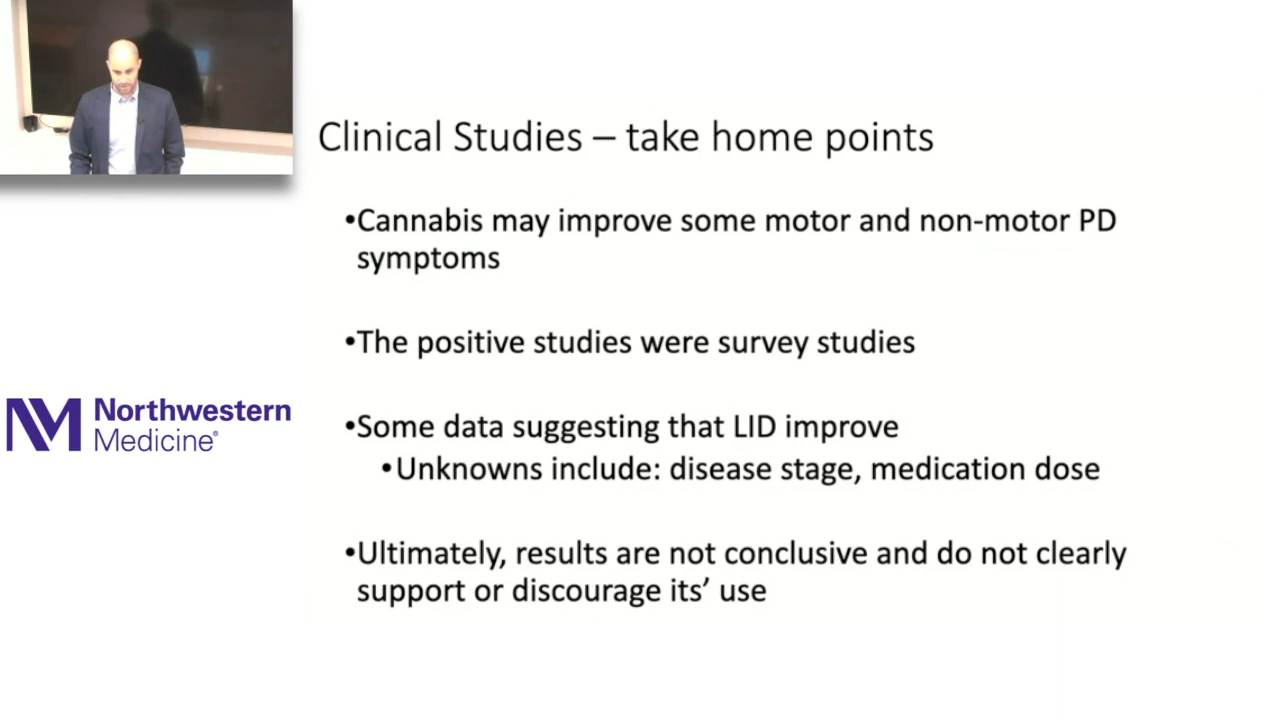 Clinical Studies – take home points
•Cannabis may improve some motor and non-motor PD
symptoms
•The positive studies were survey studies
•Some data suggesting that LID improve
•Unknowns include: disease stage, medication dose
•Ultimately, results are not conclusive and do not clearly
support or discourage its’ use
NM Northwestern
Medicine®